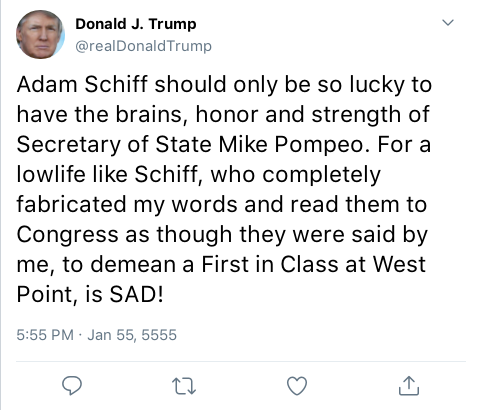 Donald J. Trump
@realDonaldTrump
Adam Schiff should only be so lucky to
have the brains, honor and strength of
Secretary of State Mike Pompeo. For a
lowlife like Schiff, who completely
fabricated my words and read them to
Congress as though they were said by
me, to demean a First in Class at West
Point, is SAD!
5:55 PM · Jan 55, 5555